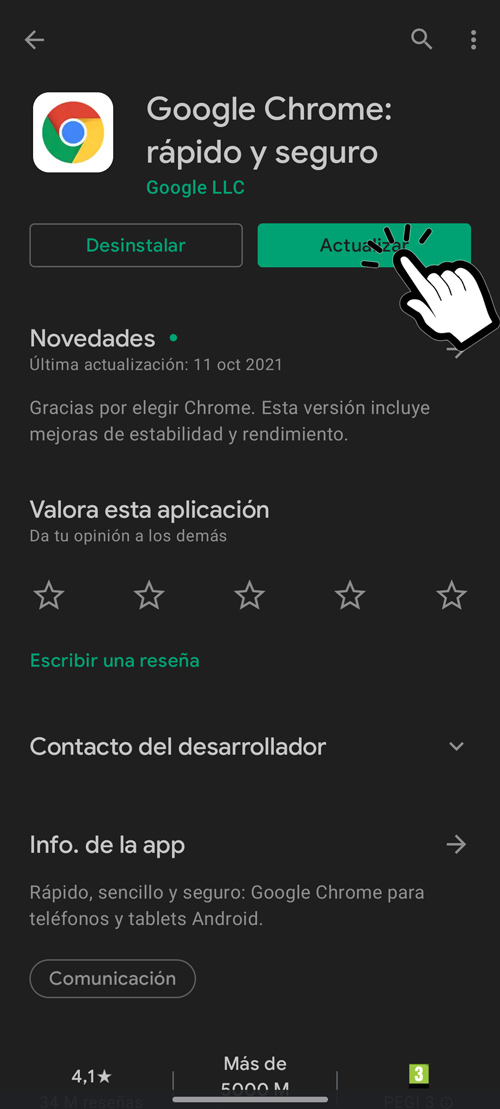 Google Chrome:
rápido y seguro
Google LLC
Desinstalar
Actualizar
Novedades
Última actualización: 11 oct 2021
Gracias por elegir Chrome. Esta versión incluye
mejoras de estabilidad y rendimiento.
Valora esta aplicación
Da tu opinión a los demás
Escribir una reseña
Contacto del desarrollador
Info. de la app
Rápido, sencillo y seguro: Google Chrome para
teléfonos y tablets Android.
Comunicación
4,1★
Más de
5000 M
3
34 M reseñas
PEGI 3